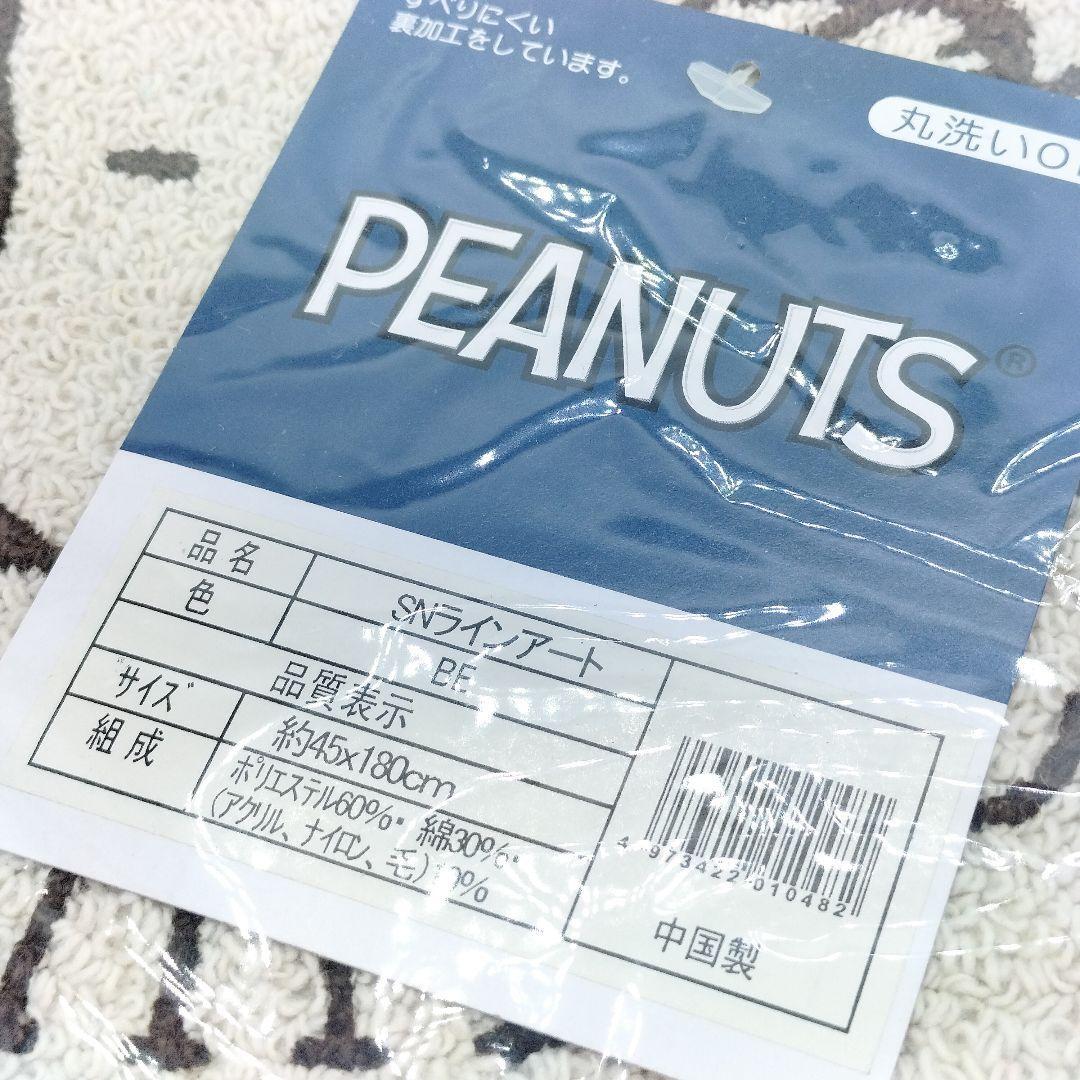 すべりにくい
裏加工をしています。
丸洗いO
PEANUTS®
品名 SNラインアート
色 BE
品質表示
サイズ 約45x180cm
組成 ポリエステル60%・綿30%・
(アクリル、ナイロン、毛)10%
4 973422 010482
中国製